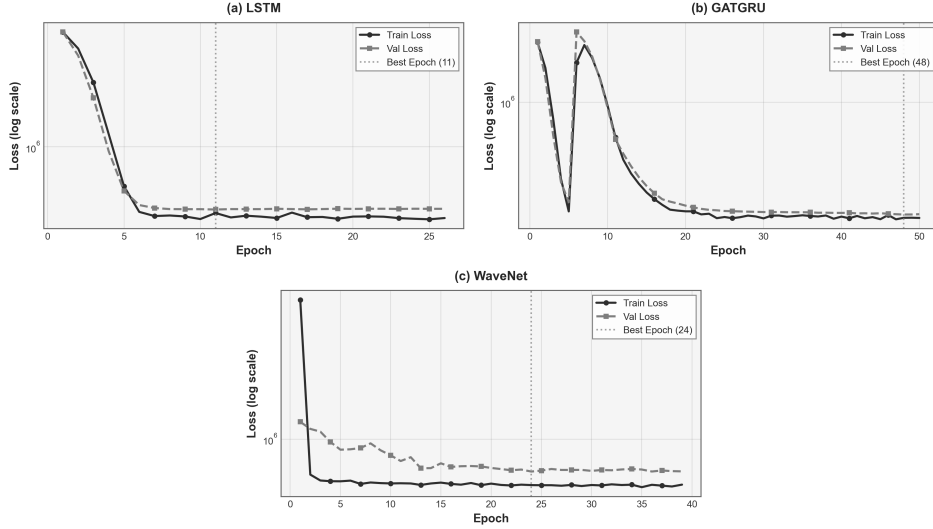 (a) LSTM
Loss (log scale)
10^6
Train Loss
Val Loss
Best Epoch (11)
0 5 10 15 20 25
Epoch
(b) GATGRU
Loss (log scale)
10^6
Train Loss
Val Loss
Best Epoch (48)
0 10 20 30 40 50
Epoch
(c) WaveNet
Loss (log scale)
10^6
Train Loss
Val Loss
Best Epoch (24)
0 5 10 15 20 25 30 35 40
Epoch